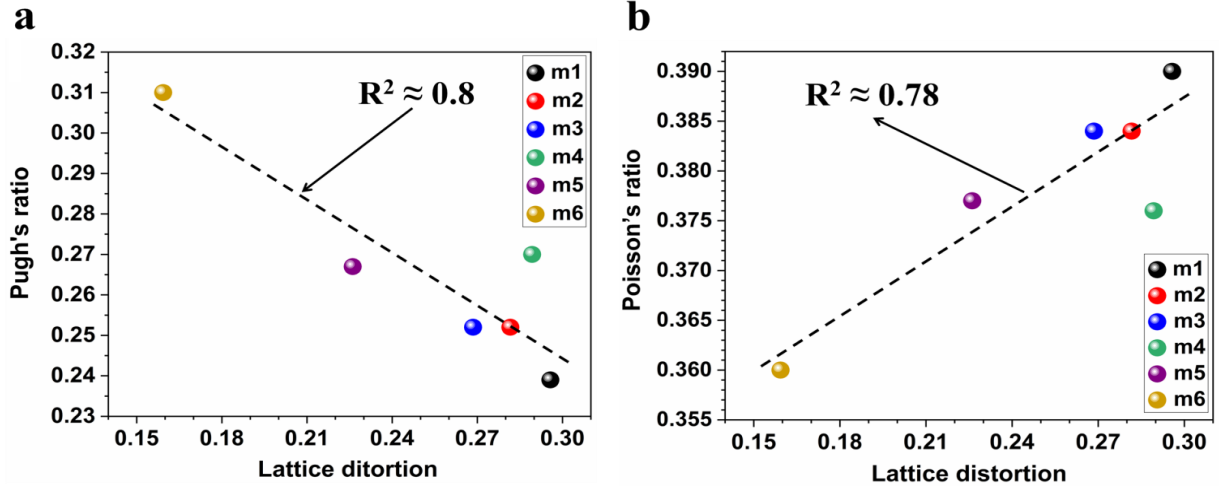 a
0.32
0.31
0.30
0.29
0.28
0.27
0.26
0.25
0.24
0.23
Pugh's ratio
R² ≈ 0.8
m1
m2
m3
m4
m5
m6
0.15
0.18
0.21
0.24
0.27
0.30
Lattice ditortion
b
0.390
0.385
0.380
0.375
0.370
0.365
0.360
0.355
Poisson’s ratio
R² ≈ 0.78
m1
m2
m3
m4
m5
m6
0.15
0.18
0.21
0.24
0.27
0.30
Lattice distortion